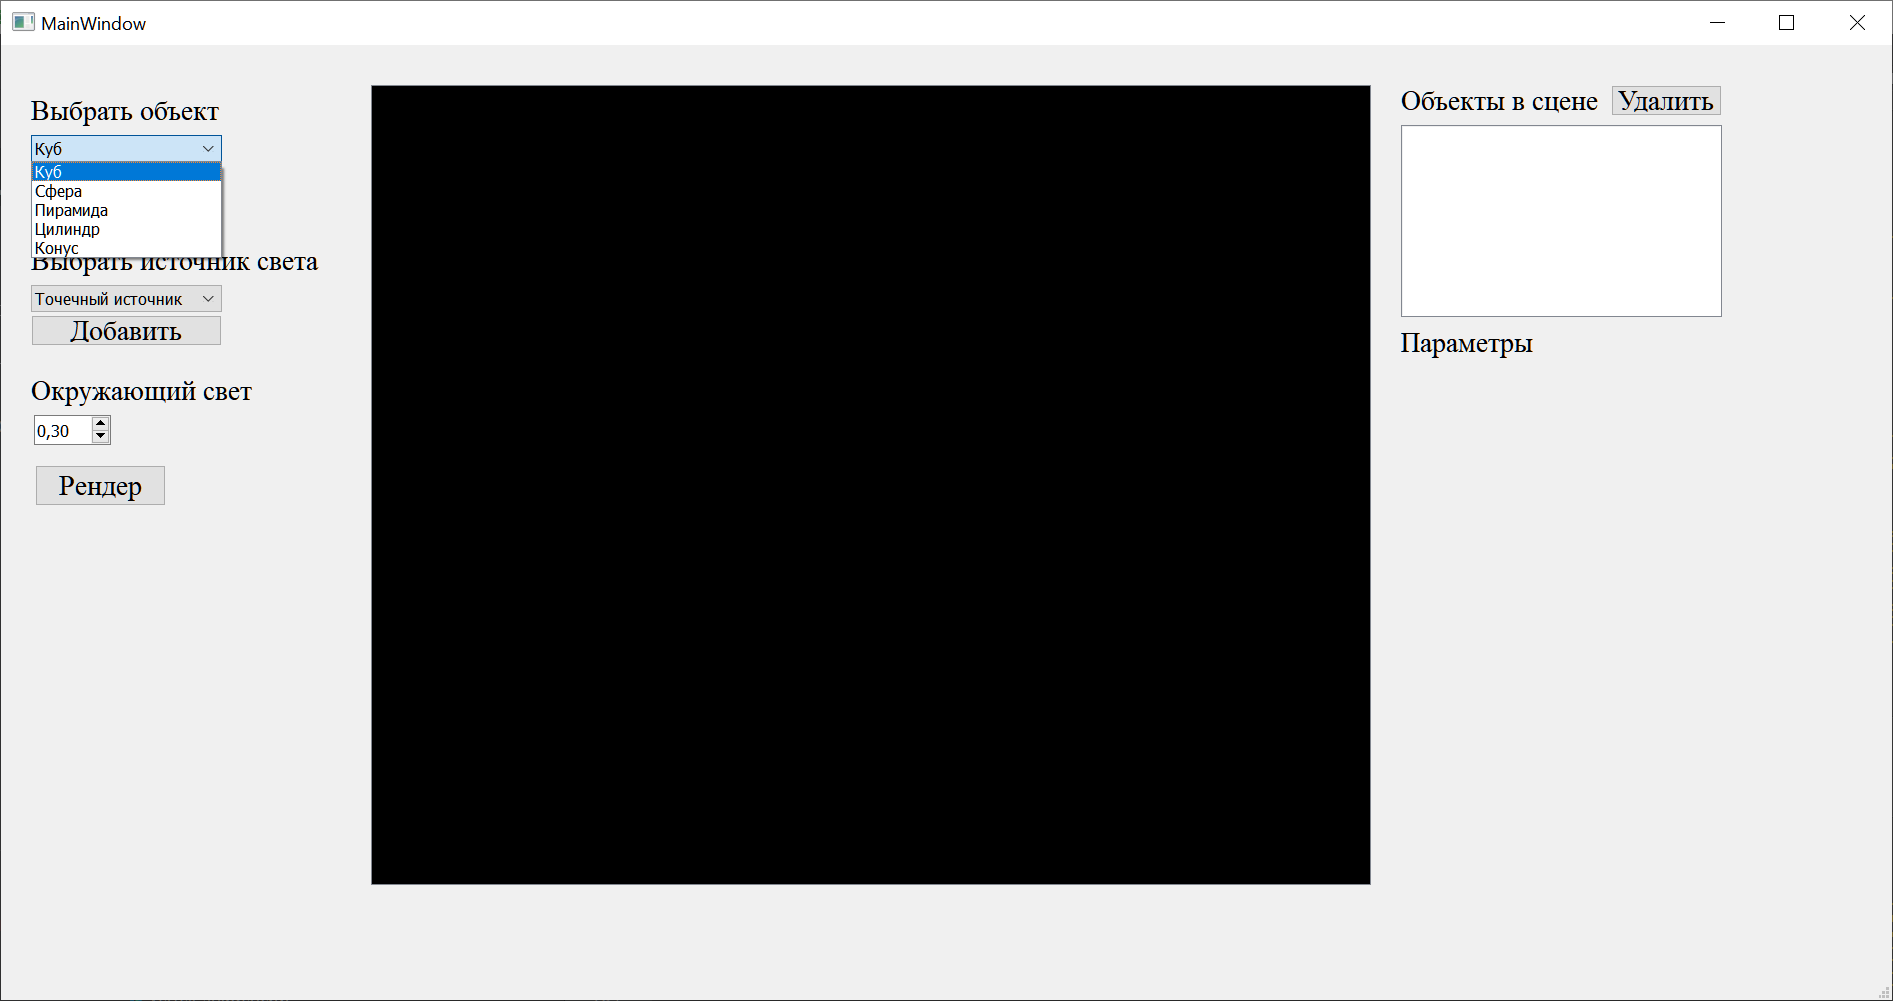 MainWindow
Выбрать объект
Куб
Куб
Сфера
Пирамида
Цилиндр
Конус
Выбрать источник света
Точечный источник
Добавить
Окружающий свет
0,30
Рендер
Объекты в сцене
Удалить
Параметры